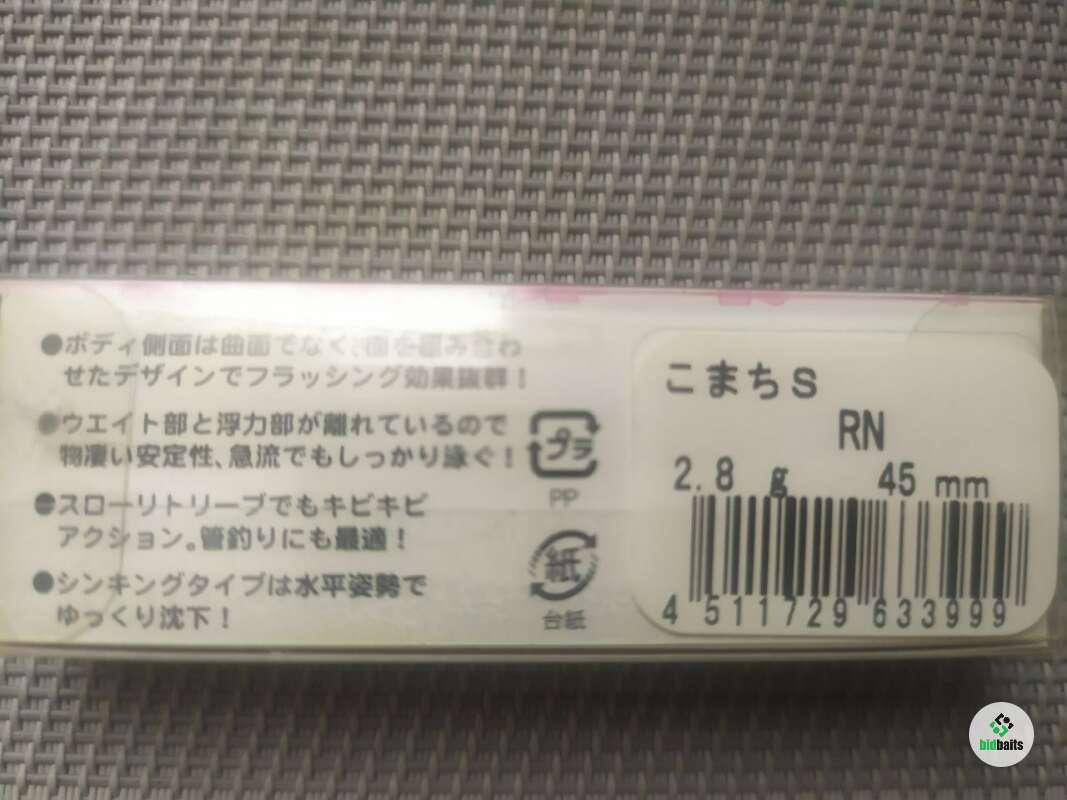 ●ボディ側面は曲面でなく、面を組み合わ
せたデザインでフラッシング効果抜群！
●ウエイト部と浮力部が離れているので
物凄い安定性、急流でもしっかり泳ぐ！
●スローリトリーブでもキビキビ
アクション。管釣りにも最適！
●シンキングタイプは水平姿勢で
ゆっくり沈下！
プラ
PP
紙
台紙
こまちS
RN
2.8 g 45 mm
4 511729 633999
bidbaits